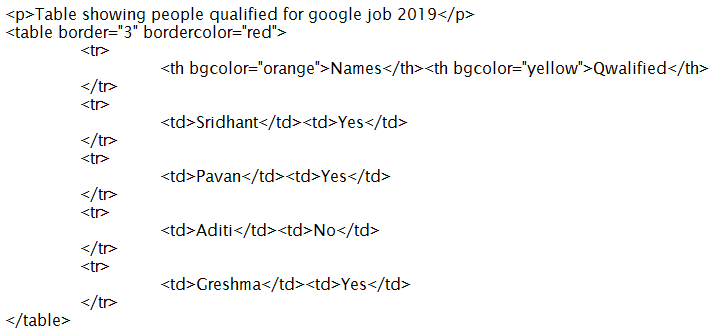 <p>Table showing people qualified for google job 2019</p>
<table border="3" bordercolor="red">
<tr>
<th bgcolor="orange">Names</th><th bgcolor="yellow">Qwalified</th>
</tr>
<tr>
<td>Sridhant</td><td>Yes</td>
</tr>
<tr>
<td>Pavan</td><td>Yes</td>
</tr>
<tr>
<td>Aditi</td><td>No</td>
</tr>
<tr>
<td>Greshma</td><td>Yes</td>
</tr>
</table>